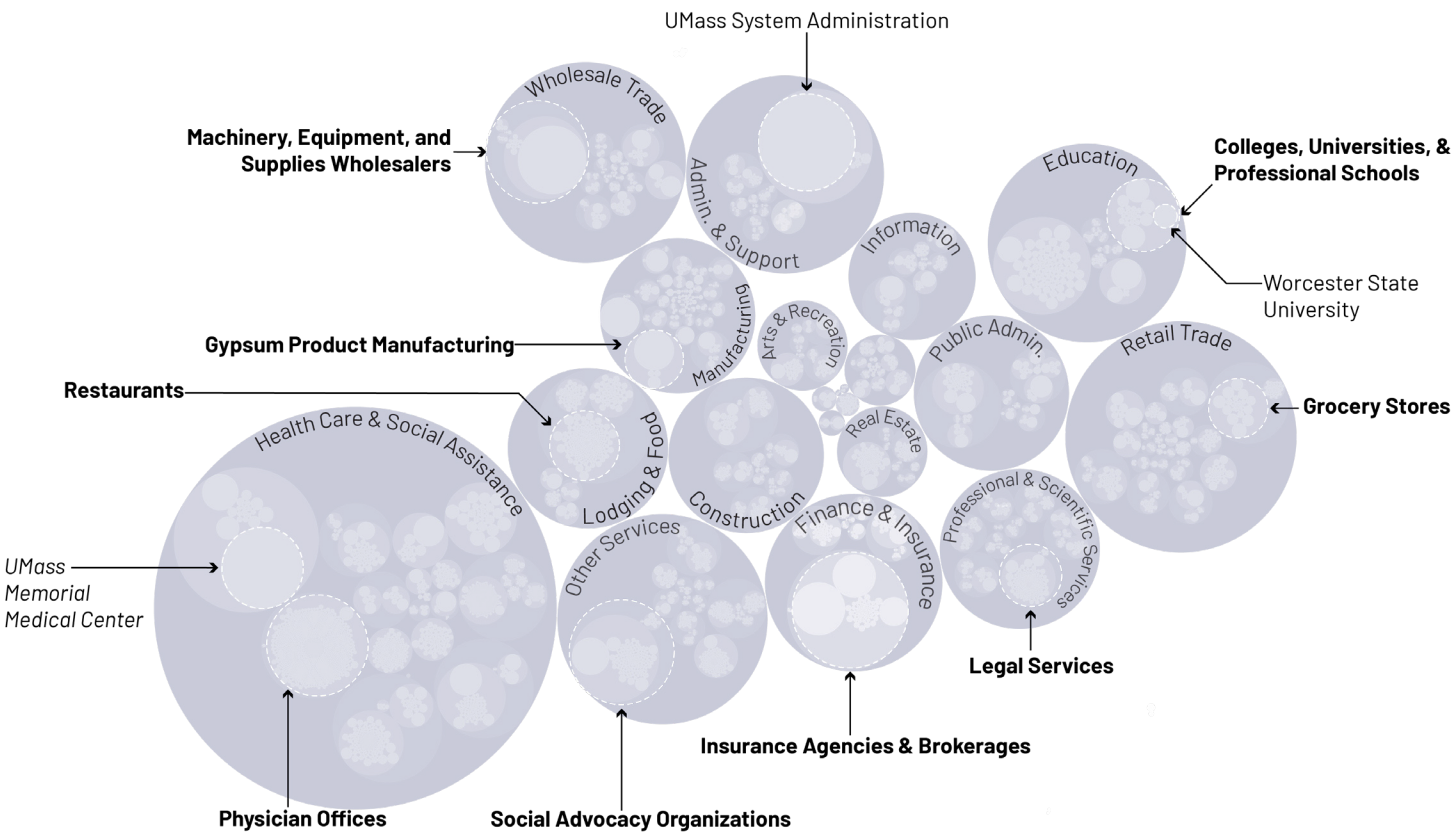 UMass System Administration
Wholesale Trade
Machinery, Equipment, and
Supplies Wholesalers
Admin. & Support
Education
Colleges, Universities, &
Professional Schools
Information
Worcester State
University
Manufacturing
Gypsum Product Manufacturing
Arts & Recreation
Public Admin.
Retail Trade
Restaurants
Grocery Stores
Health Care & Social Assistance
Lodging & Food
Construction
Real Estate
Finance & Insurance
Professional & Scientific Services
Other Services
UMass
Memorial
Medical Center
Legal Services
Insurance Agencies & Brokerages
Physician Offices
Social Advocacy Organizations